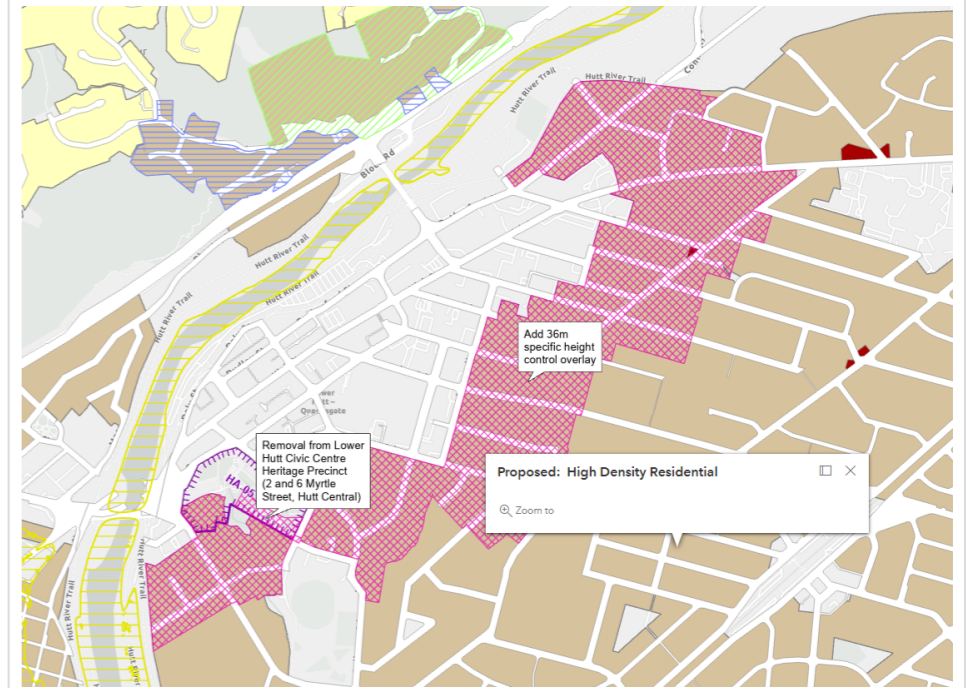 Hutt River Trail
Hutt River Trail
Hutt River Trail
Hutt River Trail
Hutt River Trail
Hutt River Trail
Add 36m
specific height
control overlay
Removal from Lower
Hutt Civic Centre
Heritage Precinct
(2 and 6 Myrtle
Street, Hutt Central)
Proposed: High Density Residential
Zoom to
Hutt River Trail
Hutt River Trail